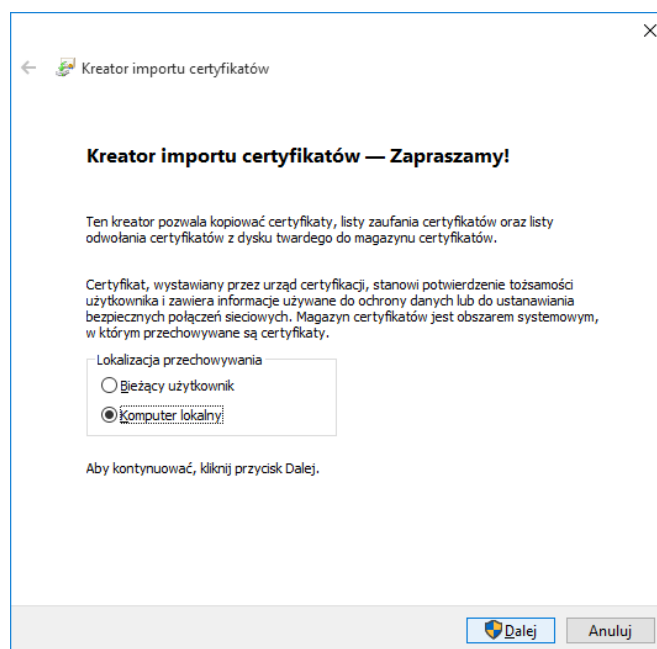 Kreator importu certyfikatów
Kreator importu certyfikatów — Zapraszamy!
Ten kreator pozwala kopiować certyfikaty, listy zaufania certyfikatów oraz listy
odwołania certyfikatów z dysku twardego do magazynu certyfikatów.
Certyfikat, wystawiany przez urząd certyfikacji, stanowi potwierdzenie tożsamości
użytkownika i zawiera informacje używane do ochrony danych lub do ustanawiania
bezpiecznych połączeń sieciowych. Magazyn certyfikatów jest obszarem systemowym,
w którym przechowywane są certyfikaty.
Lokalizacja przechowywania
Bieżący użytkownik
Komputer lokalny
Aby kontynuować, kliknij przycisk Dalej.
Dalej
Anuluj